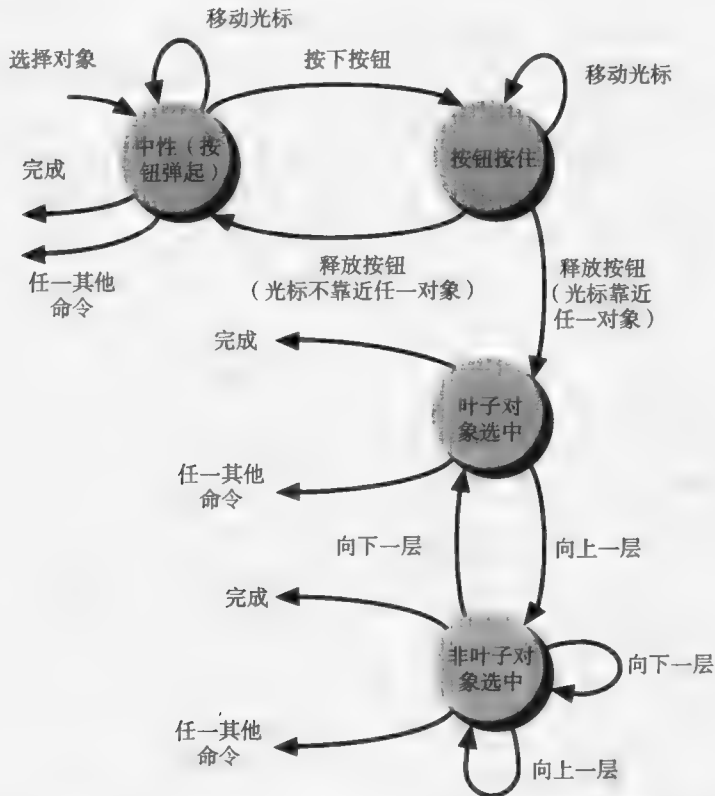 移动光标
选择对象
按下按钮
移动光标
中性（按
钮弹起）
按钮按住
完成
任一其他
命令
释放按钮
（光标不靠近任一对象）
释放按钮
（光标靠近
任一对象）
完成
叶子对
象选中
任一其他
命令
向下一层
向上一层
完成
非叶子对
象选中
向下一层
任一其他
命令
向上一层